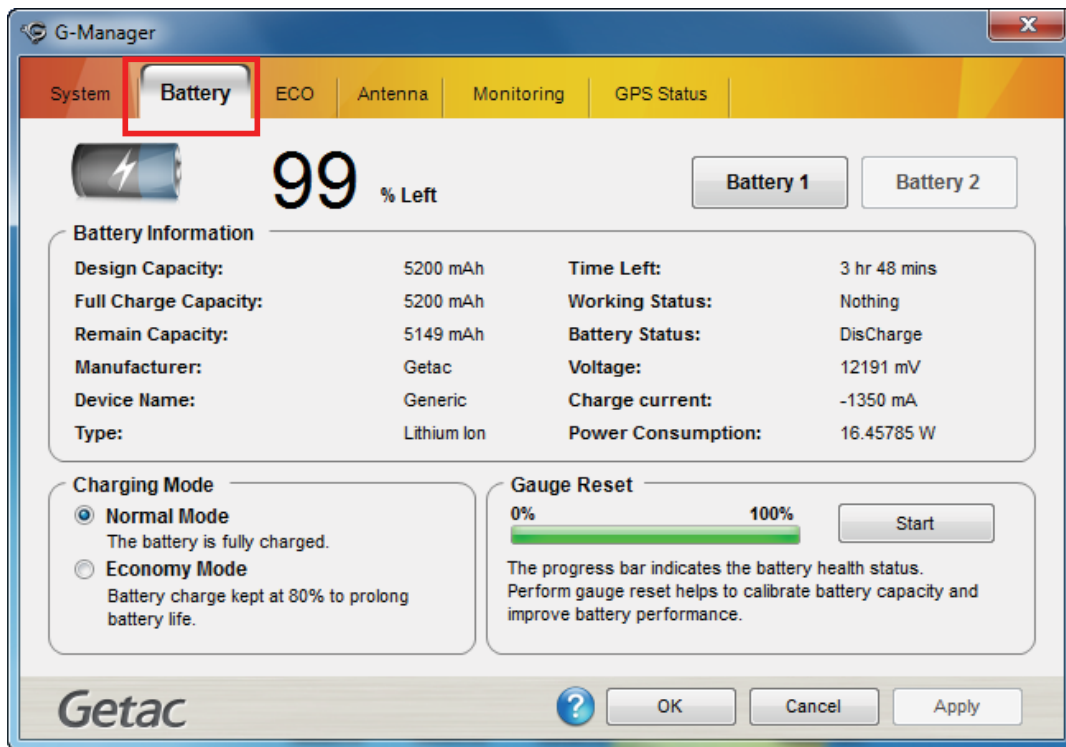 G-Manager
System Battery ECO Antenna Monitoring GPS Status
99 % Left
Battery 1 Battery 2
Battery Information
Design Capacity: 5200 mAh Time Left: 3 hr 48 mins
Full Charge Capacity: 5200 mAh Working Status: Nothing
Remain Capacity: 5149 mAh Battery Status: DisCharge
Manufacturer: Getac Voltage: 12191 mV
Device Name: Generic Charge current: -1350 mA
Type: Lithium Ion Power Consumption: 16.45785 W
Charging Mode
Normal Mode
The battery is fully charged.
Economy Mode
Battery charge kept at 80% to prolong
battery life.
Gauge Reset
0% 100%
Start
The progress bar indicates the battery health status.
Perform gauge reset helps to calibrate battery capacity and
improve battery performance.
Getac ? OK Cancel Apply